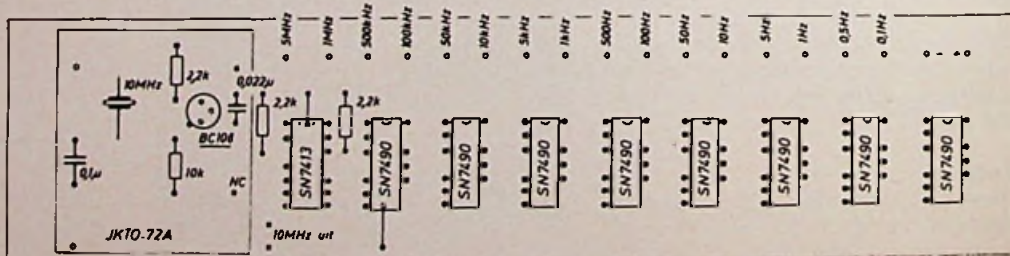 5MHz
1MHz
500kHz
100kHz
50kHz
10kHz
5kHz
1kHz
500Hz
100Hz
50Hz
10Hz
5Hz
1Hz
0,5Hz
0,1Hz
- +
10MHz
2,2k
0,022µ
2,2k
2,2k
BC108
0,1µ
10k
NC
JKTO-72A
10MHz uit
SN7413
SN7490
SN7490
SN7490
SN7490
SN7490
SN7490
SN7490